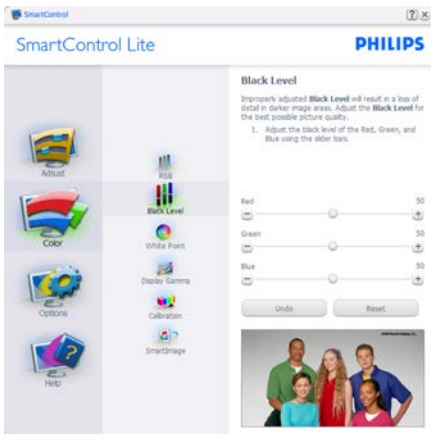 SmartControl
SmartControl Lite
PHILIPS
Adjust
Color
Options
Help
RGB
Black Level
White Point
Display Gamma
Calibration
SmartImage
Black Level
Improperly adjusted Black Level will result in a loss of
detail in darker image areas. Adjust the Black Level for
the best possible picture quality.
1. Adjust the black level of the Red, Green, and
Blue using the slider bars.
Red 50
Green 50
Blue 50
Undo Reset